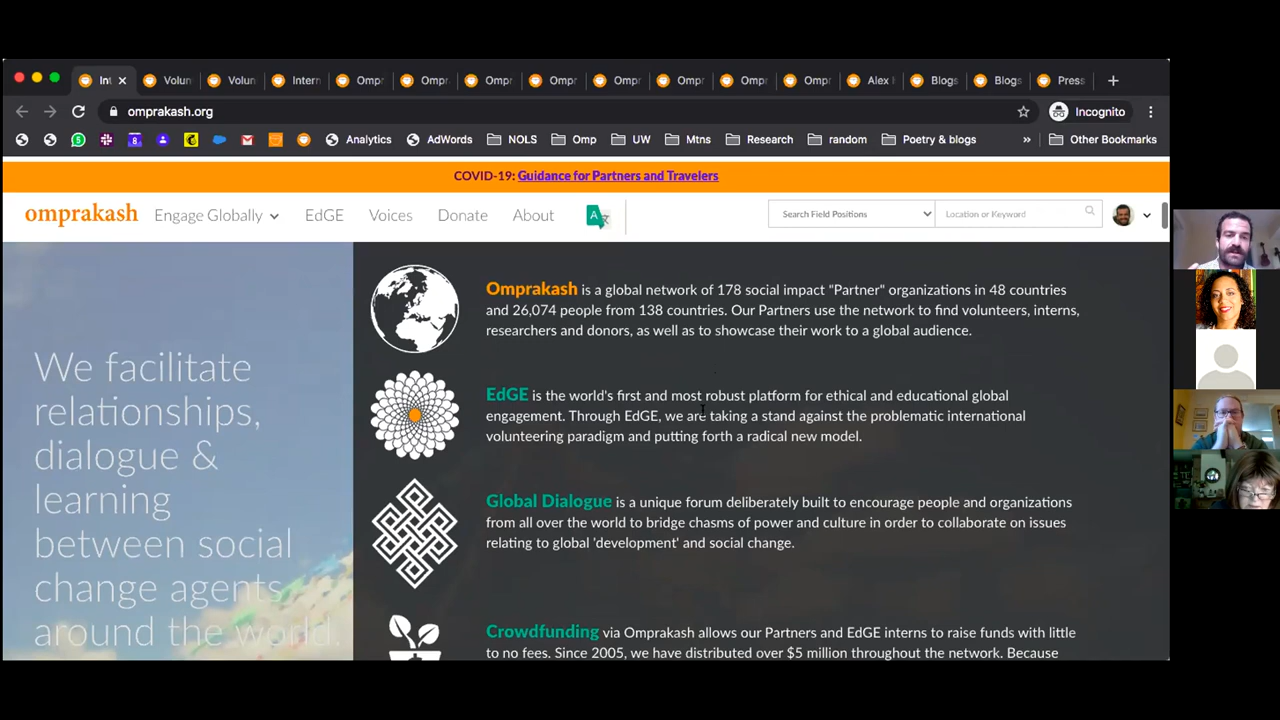 Int
Volun
Volun
Intern
Ompr
Ompr
Ompr
Ompr
Ompr
Ompr
Ompr
Ompr
Alex
Blogs
Blogs
Press
omprakash.org
Incognito
Analytics
AdWords
NOLS
Omp
UW
Mtns
Research
random
Poetry & blogs
»
Other Bookmarks
COVID-19: Guidance for Partners and Travelers
omprakash
Engage Globally
EdGE
Voices
Donate
About
A
Search Field Positions
Location or Keyword
We facilitate
relationships,
dialogue &
learning
between social
change agents
around the world.
Omprakash is a global network of 178 social impact “Partner” organizations in 48 countries
and 26,074 people from 138 countries. Our Partners use the network to find volunteers, interns,
researchers and donors, as well as to showcase their work to a global audience.
EdGE is the world's first and most robust platform for ethical and educational global
engagement. Through EdGE, we are taking a stand against the problematic international
volunteering paradigm and putting forth a radical new model.
Global Dialogue is a unique forum deliberately built to encourage people and organizations
from all over the world to bridge chasms of power and culture in order to collaborate on issues
relating to global 'development' and social change.
Crowdfunding via Omprakash allows our Partners and EdGE interns to raise funds with little
to no fees. Since 2005, we have distributed over $5 million throughout the network. Because